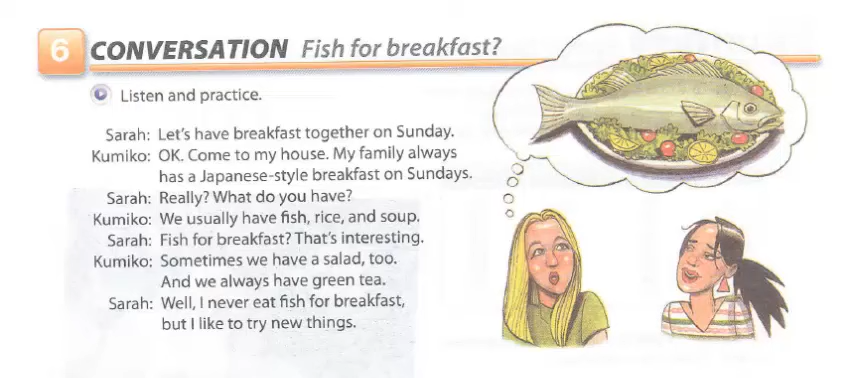 6 CONVERSATION Fish for breakfast?
Listen and practice.
Sarah: Let's have breakfast together on Sunday.
Kumiko: OK. Come to my house. My family always
has a Japanese-style breakfast on Sundays.
Sarah: Really? What do you have?
Kumiko: We usually have fish, rice, and soup.
Sarah: Fish for breakfast? That's interesting.
Kumiko: Sometimes we have a salad, too.
And we always have green tea.
Sarah: Well, I never eat fish for breakfast,
but I like to try new things.